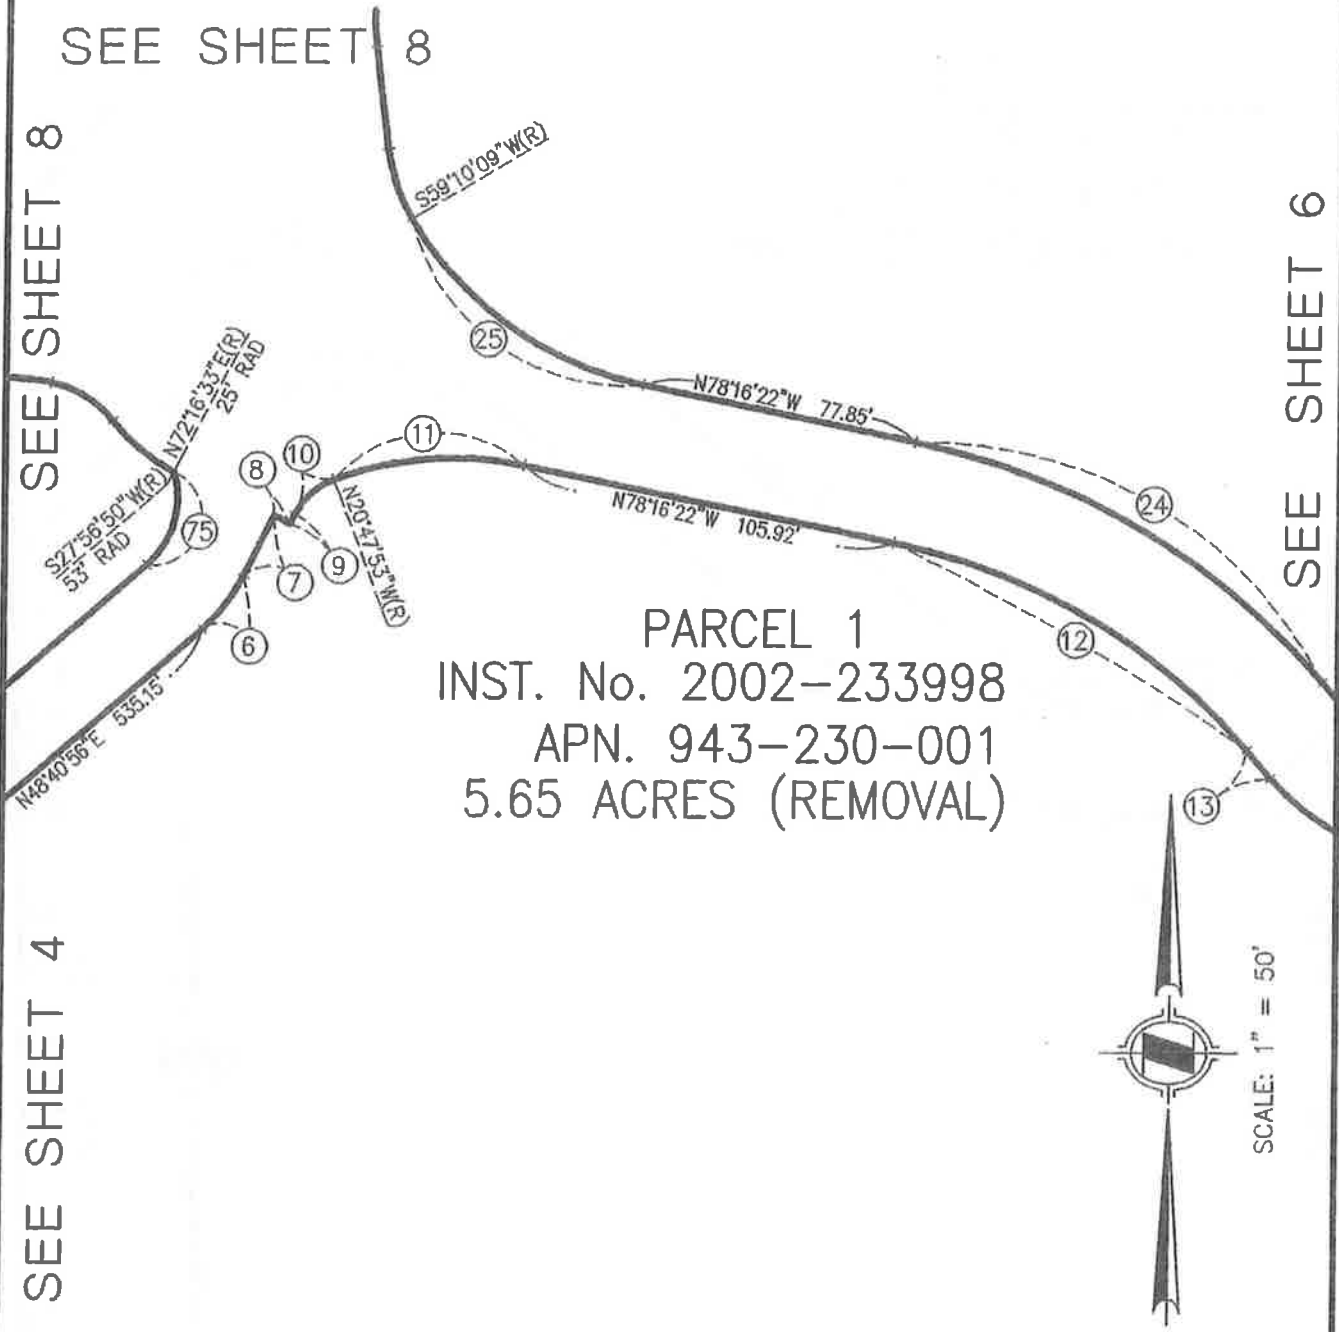 SEE SHEET 8
SEE SHEET 8
S59°10'09"W(R)
SEE SHEET 6
25
N72°16'33"E(R)
25' RAD
N78°16'22"W 77.85'
11
10
8
S27°56'50"W(R)
53' RAD
75
N20°47'53"W(R)
N78°16'22"W 105.92'
24
9
7
6
12
PARCEL 1
INST. No. 2002-233998
APN. 943-230-001
5.65 ACRES (REMOVAL)
N48°40'56"E 535.15'
13
SEE SHEET 4
N
SCALE: 1" = 50'